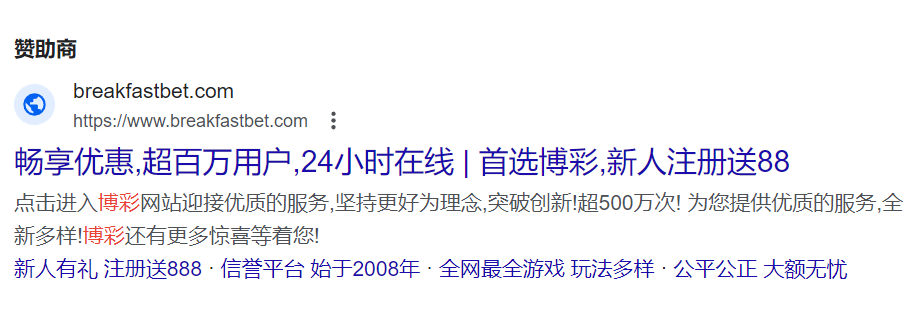 赞助商
breakfastbet.com
https://www.breakfastbet.com
畅享优惠,超百万用户,24小时在线 | 首选博彩,新人注册送88
点击进入博彩网站迎接优质的服务,坚持更好为理念,突破创新!超500万次! 为您提供优质的服务,全
新多样!博彩还有更多惊喜等着您!
新人有礼 注册送888 · 信誉平台 始于2008年 · 全网最全游戏 玩法多样 · 公平公正 大额无忧